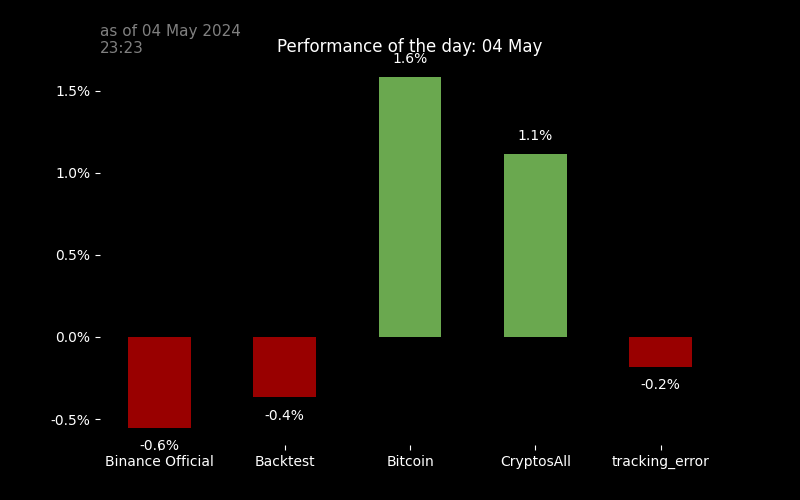 as of 04 May 2024
23:23
Performance of the day: 04 May
1.6%
1.5%
1.1%
1.0%
0.5%
0.0%
-0.2%
-0.4%
-0.5%
-0.6%
Binance Official
Backtest
Bitcoin
CryptosAll
tracking_error